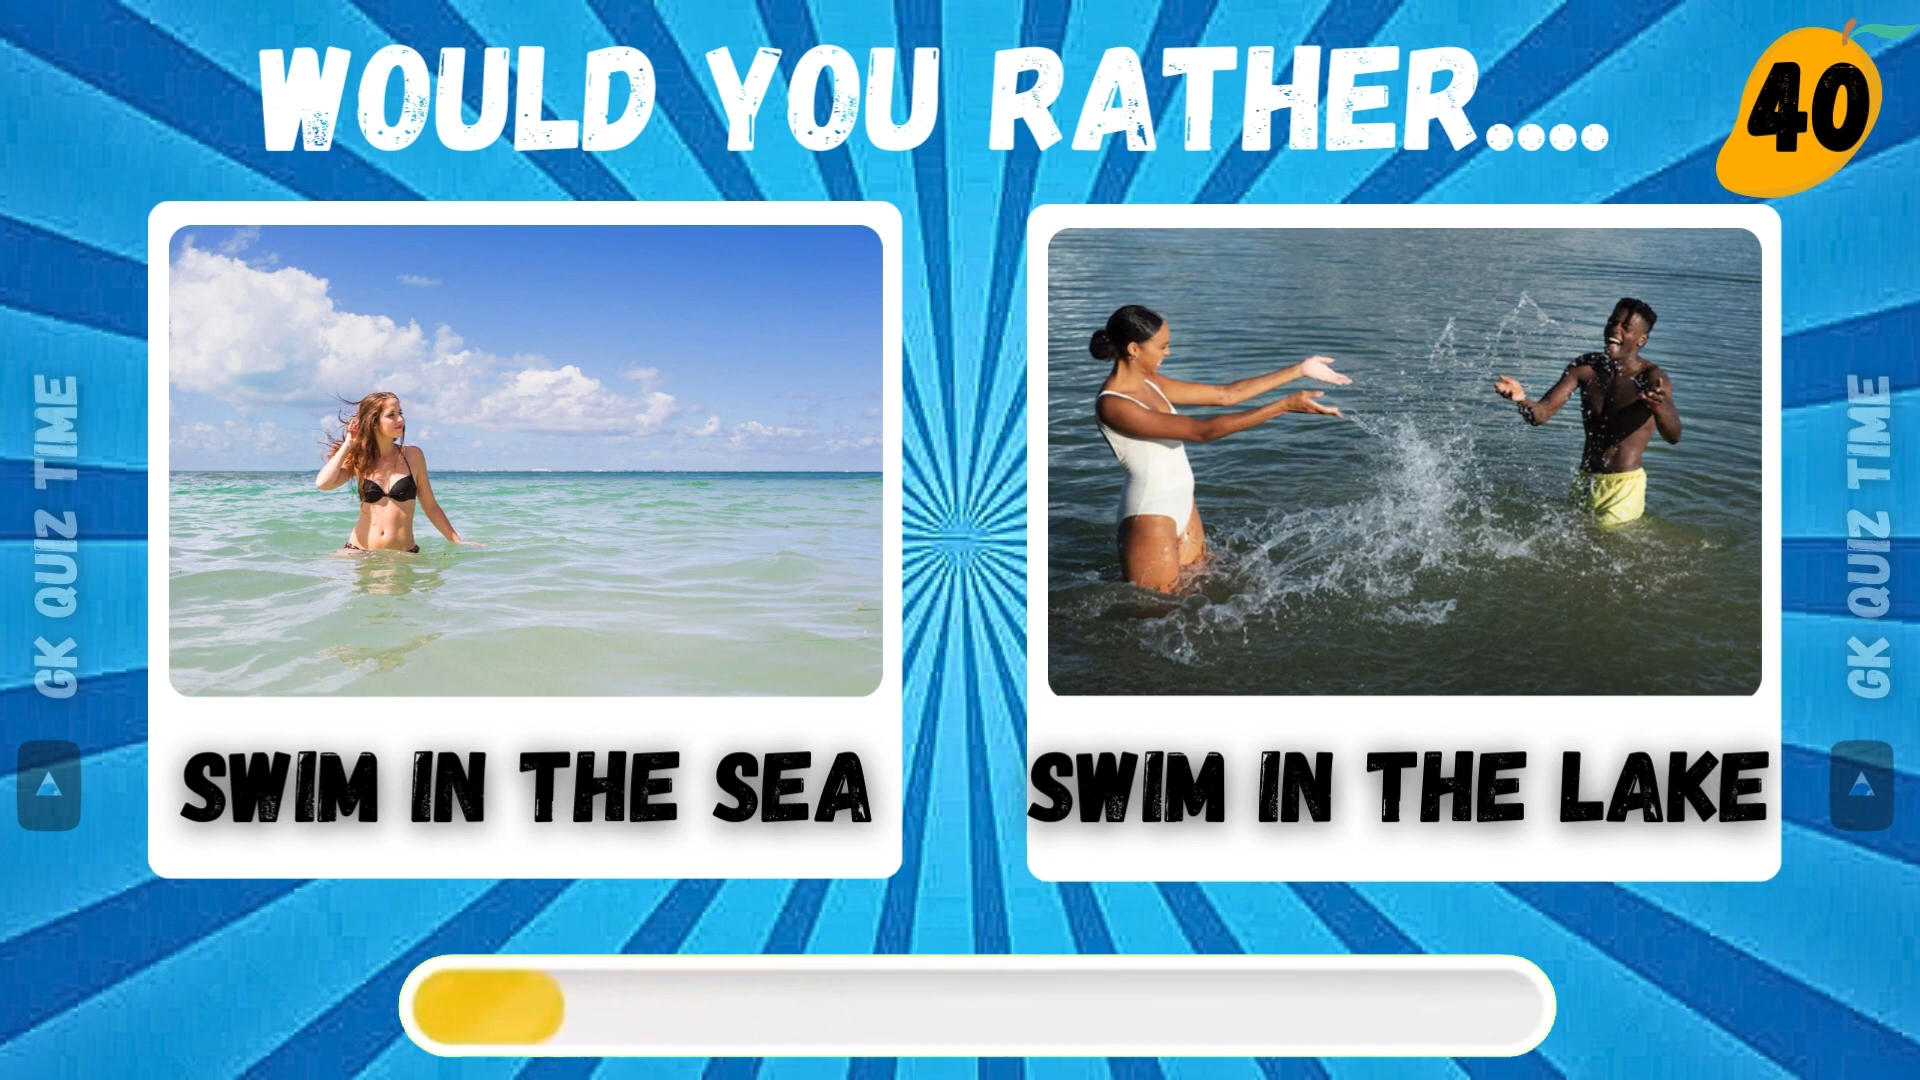 WOULD YOU RATHER....
40
SWIM IN THE SEA
SWIM IN THE LAKE
GK QUIZ TIME
GK QUIZ TIME